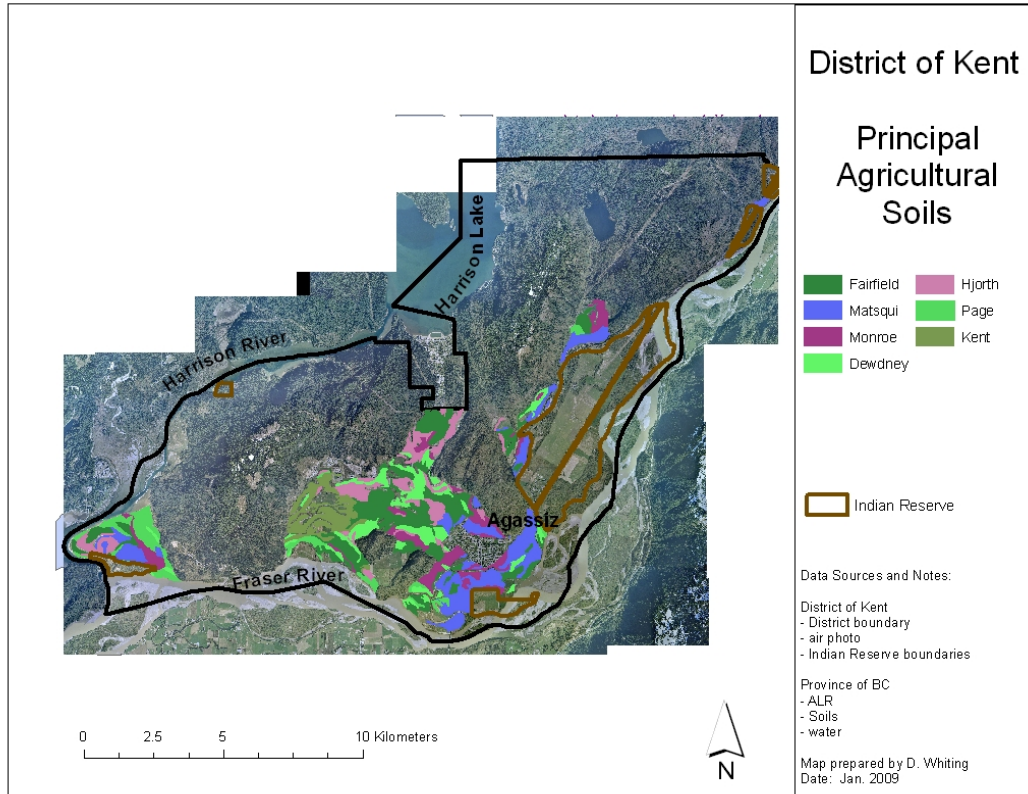 District of Kent
Principal
Agricultural
Soils
Fairfield
Matsqui
Monroe
Dewdney
Hjorth
Page
Kent
Indian Reserve
Data Sources and Notes:
District of Kent
- District boundary
- air photo
- Indian Reserve boundaries
Province of BC
- ALR
- Soils
- water
Map prepared by D. Whiting
Date: Jan. 2009
Harrison Lake
Harrison River
Agassiz
Fraser River
0 2.5 5 10 Kilometers
N